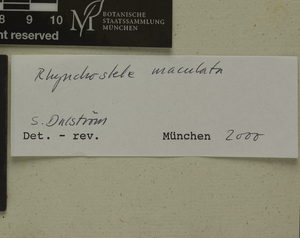 8 9 10
nt reserved
M
BOTANISCHE
STAATSSAMMLUNG
MÜNCHEN
Rhynchostele maculata
S. Dalström
Det. - rev. München 2000